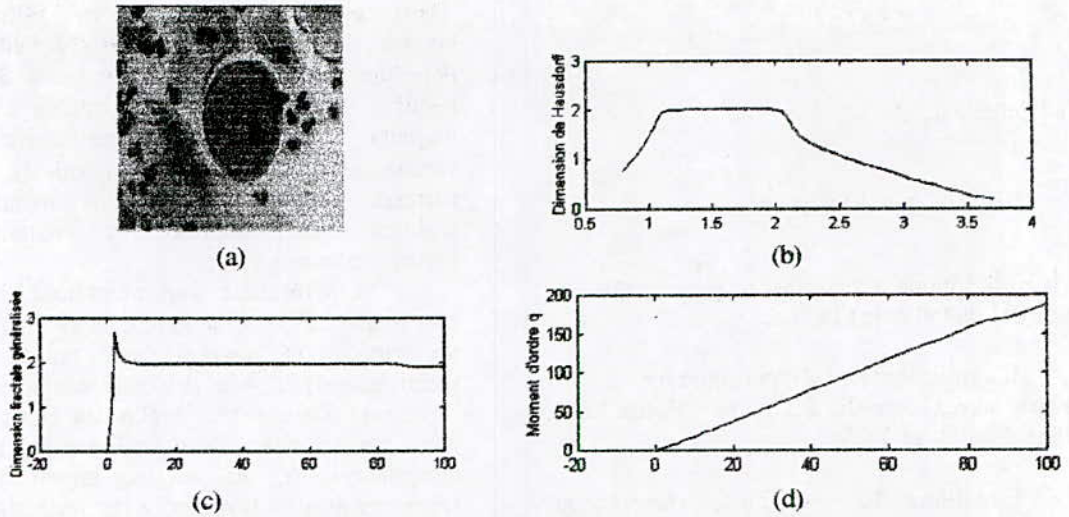 (a)
Dimension de Hausdorff
3
2
1
0
0.5 1 1.5 2 2.5 3 3.5 4
(b)
Dimension fractale généralisée
3
2
1
0
-20 0 20 40 60 80 100
(c)
Moment d'ordre q
200
150
100
50
0
-20 0 20 40 60 80 100
(d)